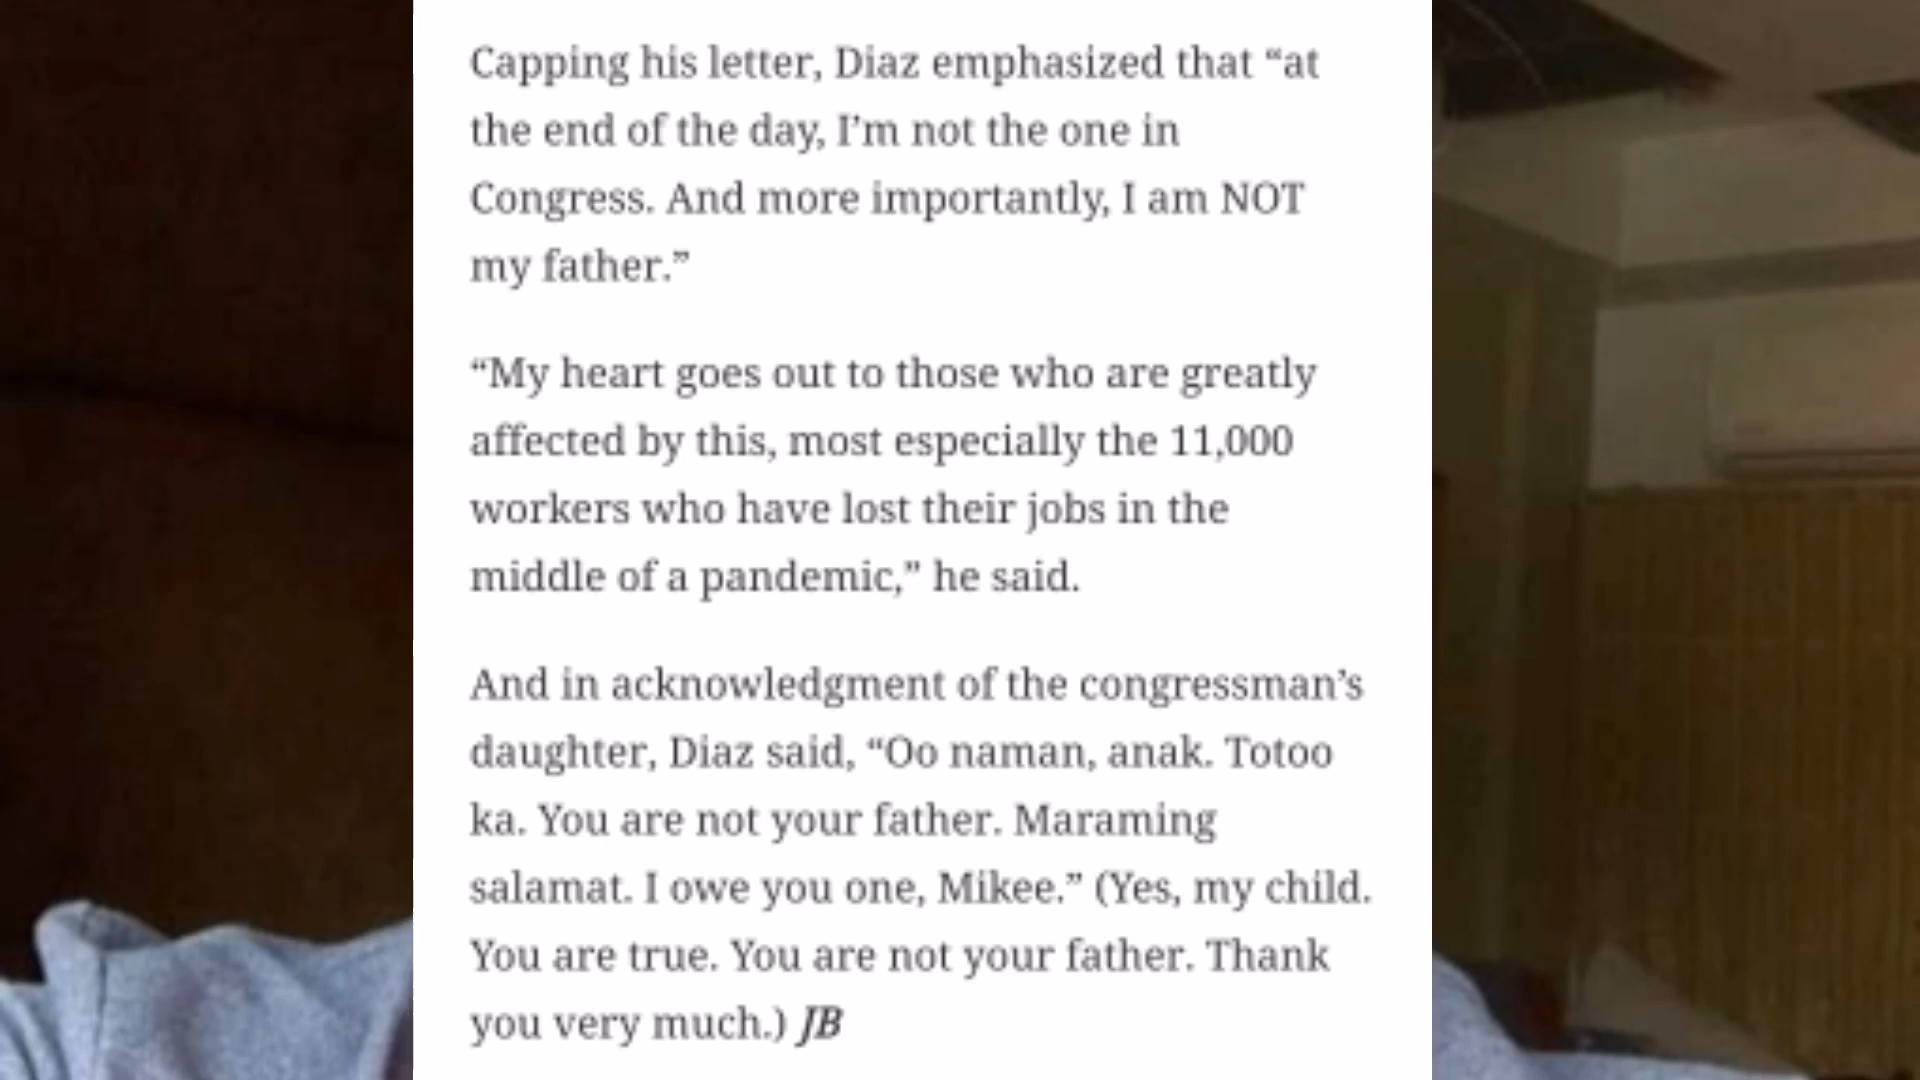 Capping his letter, Diaz emphasized that “at
the end of the day, I’m not the one in
Congress. And more importantly, I am NOT
my father.”
“My heart goes out to those who are greatly
affected by this, most especially the 11,000
workers who have lost their jobs in the
middle of a pandemic,” he said.
And in acknowledgment of the congressman’s
daughter, Diaz said, “Oo naman, anak. Totoo
ka. You are not your father. Maraming
salamat. I owe you one, Mikee.” (Yes, my child.
You are true. You are not your father. Thank
you very much.) JB